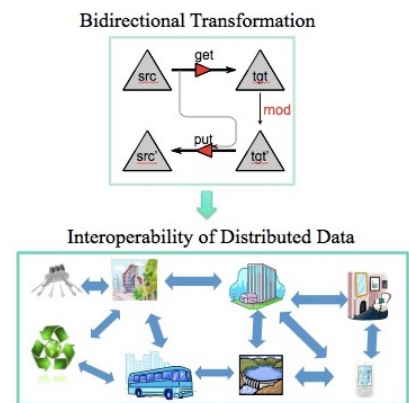 Bidirectional Transformation
get
src
tgt
mod
put
src'
tgt'
Interoperability of Distributed Data